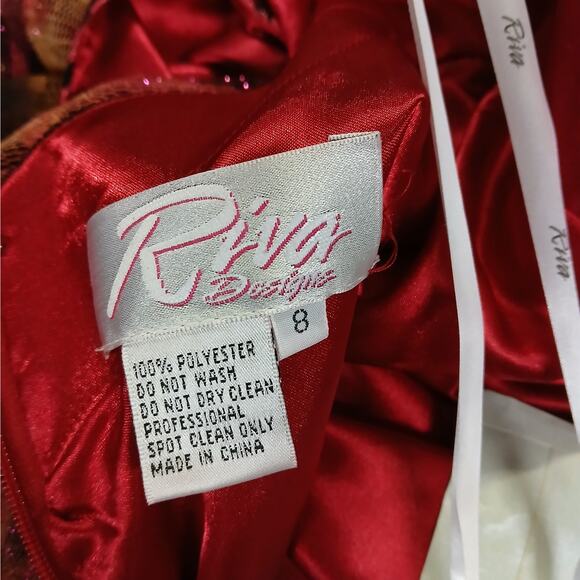 Riva
Designs
8
100% POLYESTER
DO NOT WASH
DO NOT DRY CLEAN
PROFESSIONAL
SPOT CLEAN ONLY
MADE IN CHINA
Riva
Riva